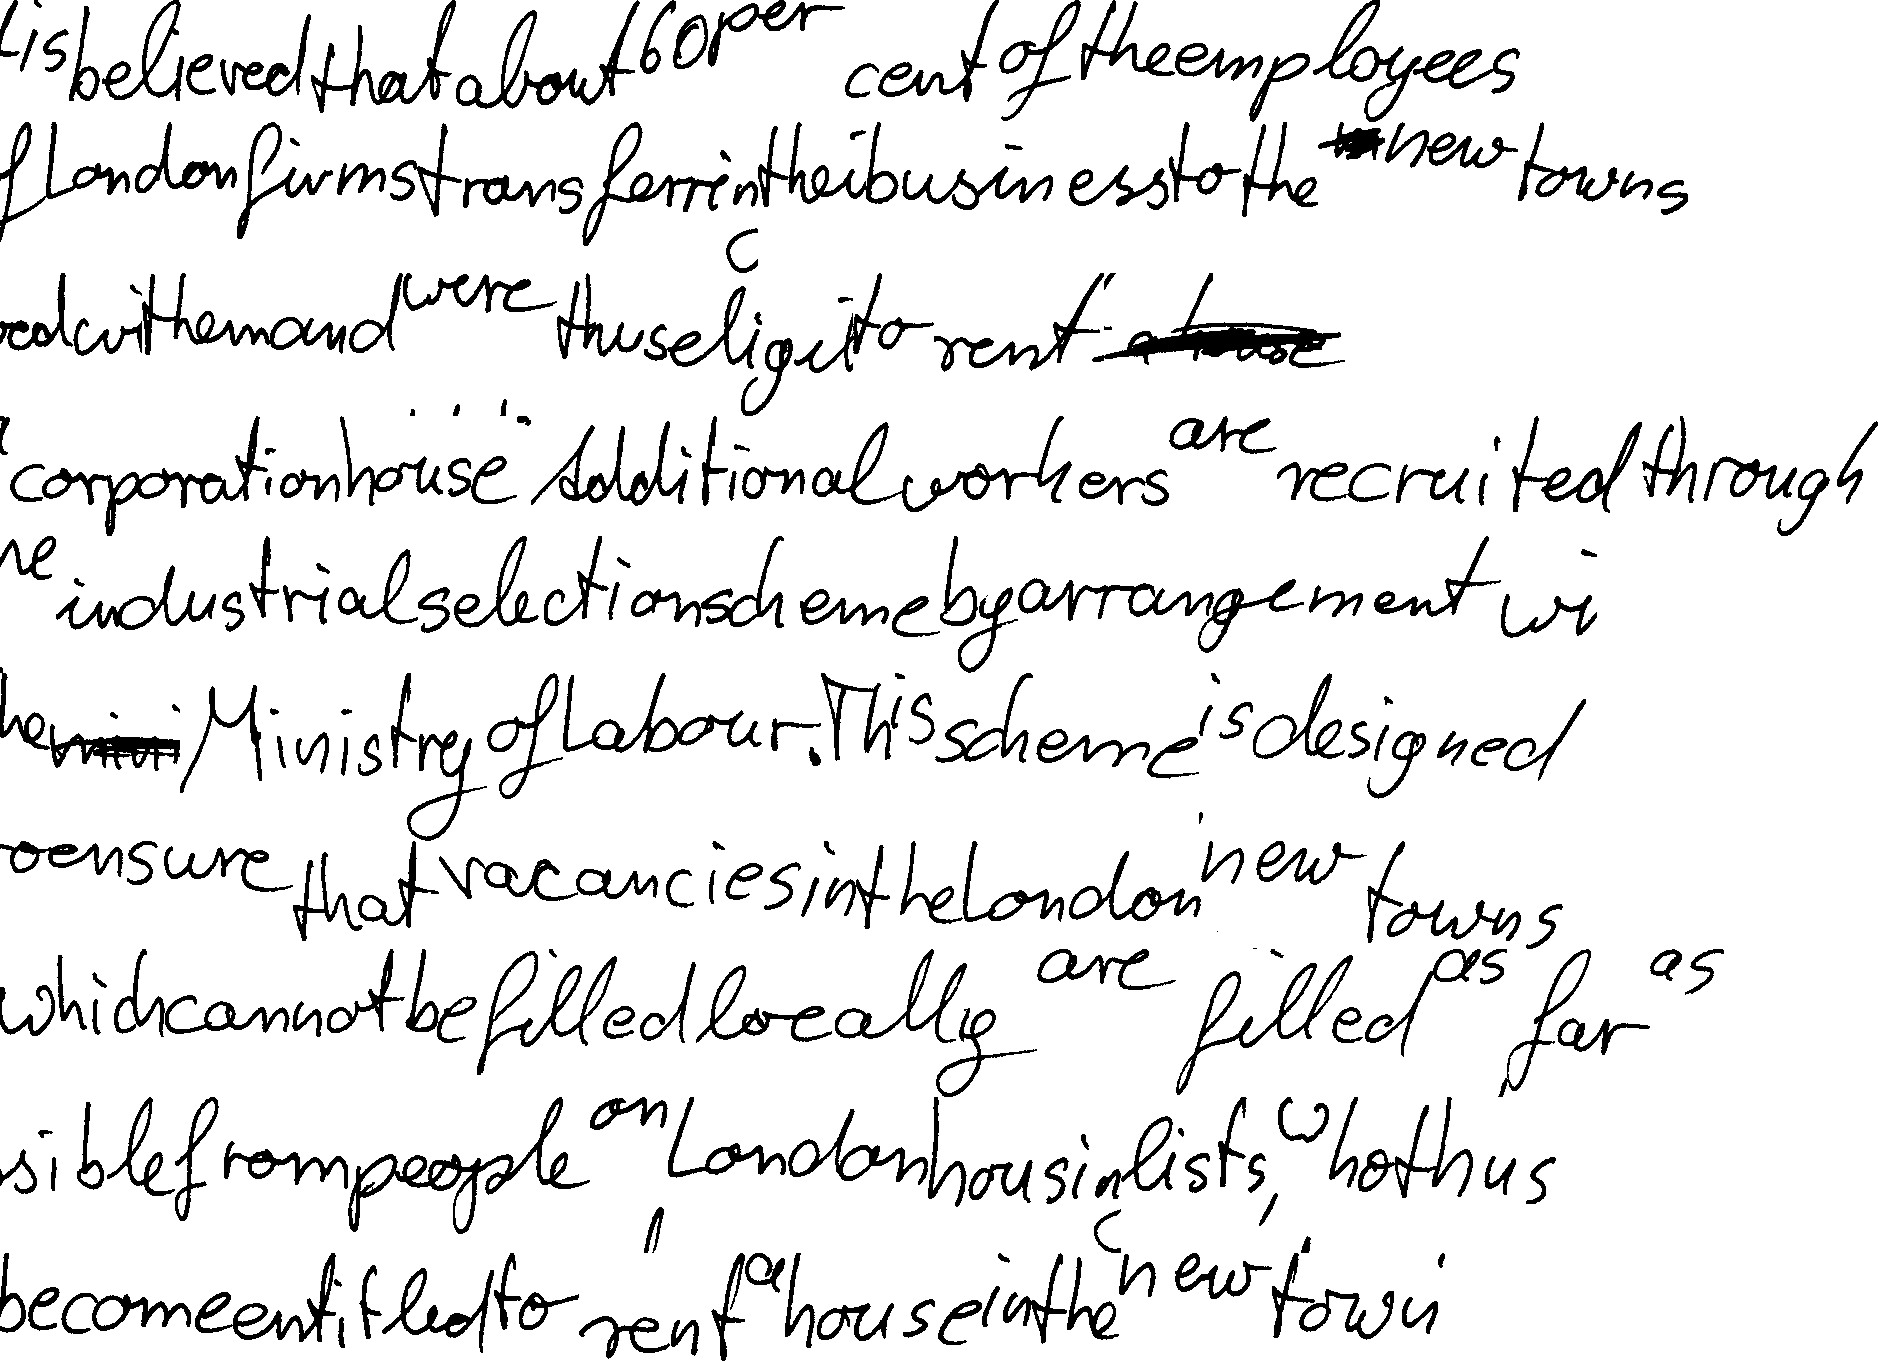 t is believed that about 60 per cent of the employees
f London firms transferrin thei business to the new towns
ved with em and were thus eligi to rent "
" corporation house" Additional workers are recruited through
he industrial selection scheme by arrangement wi
he Ministry of Labour. This scheme is designed
o ensure that vacancies in the London new towns
which cannot be filled locally are filled as far as
sible from people on London housin lists, who thus
become entitled to rent a house in the new town